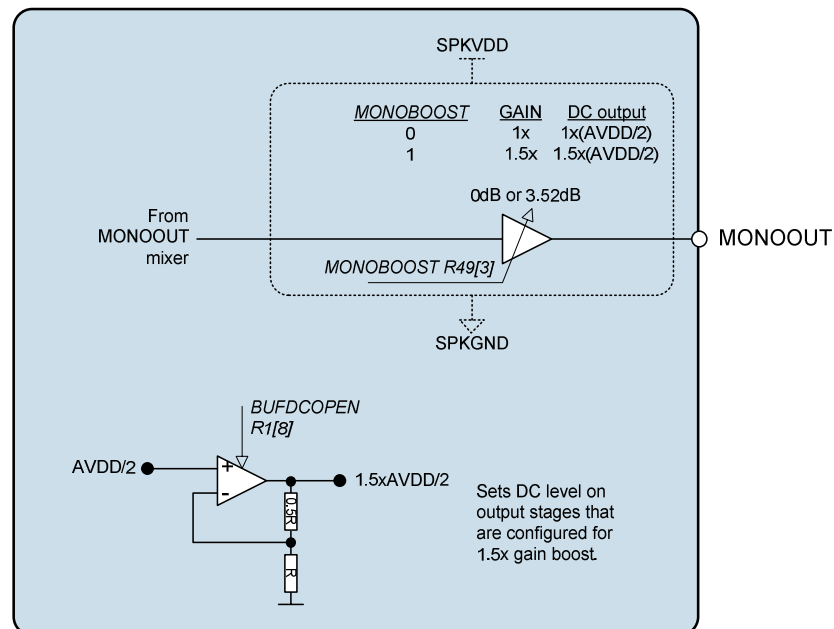 SPKVDD
MONOBOOST GAIN DC output
0 1x 1x(AVDD/2)
1 1.5x 1.5x(AVDD/2)
0dB or 3.52dB
From
MONOOUT
mixer
MONOOUT
MONOBOOST R49[3]
SPKGND
BUFDCOPEN
R1[8]
AVDD/2
+
-
1.5xAVDD/2
0.5R
R
Sets DC level on
output stages that
are configured for
1.5x gain boost.